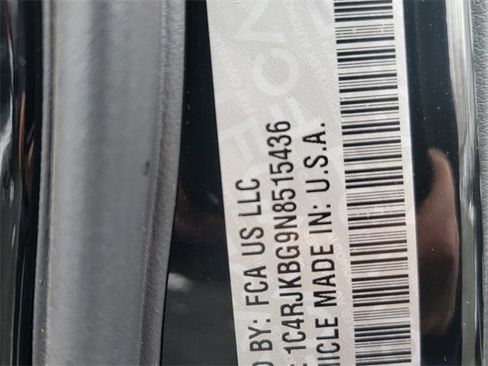 D BY: FCA US LLC
1C4RJKBG9N8515436
ICLE MADE IN: U.S.A.